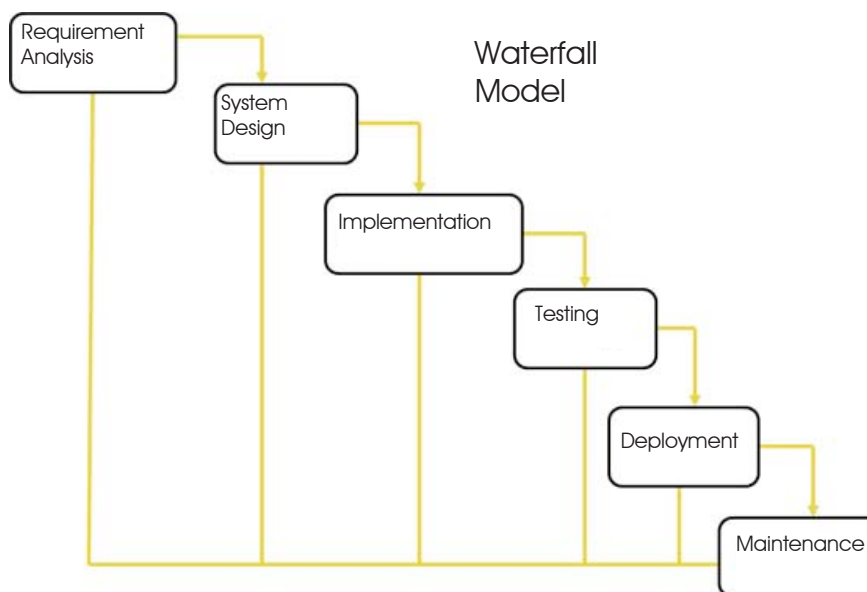 Requirement
Analysis
Waterfall
Model
System
Design
Implementation
Testing
Deployment
Maintenance